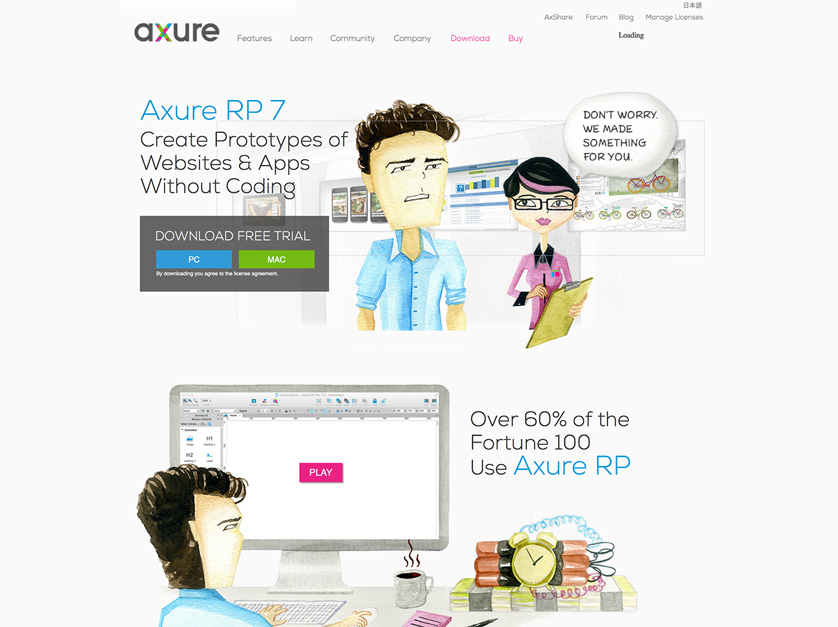 日本語
AxShare Forum Blog Manage Licenses
axure
Features Learn Community Company Download Buy
Loading
Axure RP 7
Create Prototypes of
Websites & Apps
Without Coding
DON'T WORRY.
WE MADE
SOMETHING
FOR YOU.
DOWNLOAD FREE TRIAL
PC MAC
By downloading you agree to the license agreement.
H1
H2
PLAY
Over 60% of the
Fortune 100
Use Axure RP